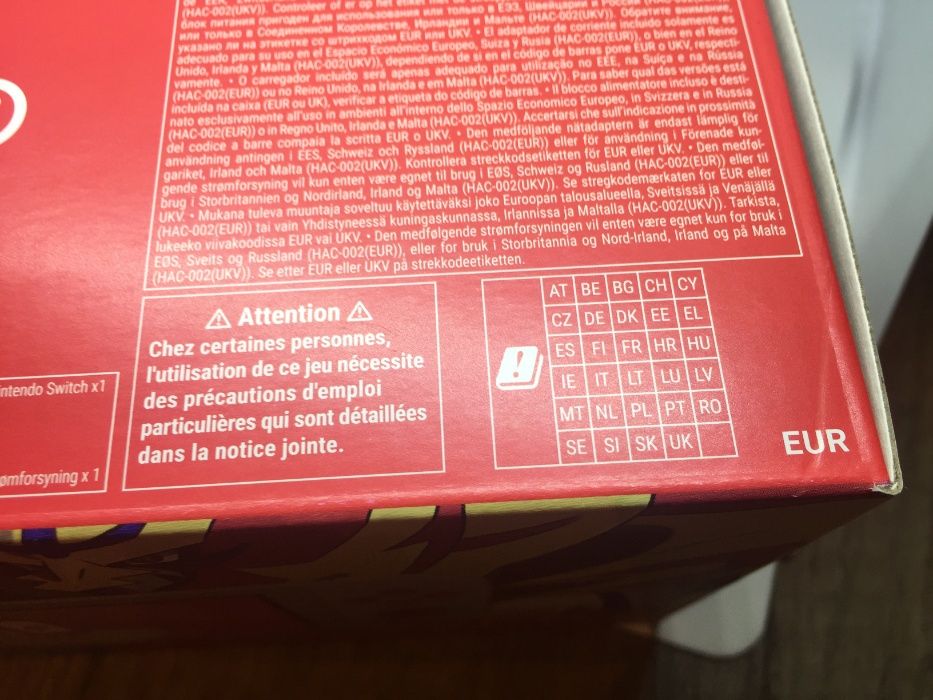 (HAC-002(UKV)). Controleer of er op het etiket met de
блок питания пригоден для использования только в ЕЭЗ, Швейцарии и России (HAC-002(EUR))
или только в Соединенном Королевстве, Ирландии и Мальте (HAC-002(UKV)). Обратите внимание,
указано ли на этикетке со штрихкодом EUR или UKV. • El adaptador de corriente incluido solamente es
adecuado para su uso en el Espacio Económico Europeo, Suiza y Rusia (HAC-002(EUR)), o bien en el Reino
Unido, Irlanda y Malta (HAC-002(UKV)), dependiendo de si en el código de barras pone EUR o UKV, respecti-
vamente. • O carregador incluído será apenas adequado para utilização no EEE, na Suíça e na Rússia
(HAC-002(EUR)) ou no Reino Unido, na Irlanda e em Malta (HAC-002(UKV)). Para saber qual das versões está
incluída na caixa (EUR ou UK), verificar a etiqueta do código de barras. • Il blocco alimentatore incluso è desti-
nato esclusivamente all'uso in ambienti all'interno dello Spazio Economico Europeo, in Svizzera e in Russia
(HAC-002(EUR)) o in Regno Unito, Irlanda e Malta (HAC-002(UKV)). Accertarsi che sull'indicazione in prossimità
del codice a barre compaia la scritta EUR o UKV. • Den medföljande nätadaptern är endast lämplig för
användning antingen i EES, Schweiz och Ryssland (HAC-002(EUR)) eller för användning i Förenade kun-
gariket, Irland och Malta (HAC-002(UKV)). Kontrollera streckkodsetiketten för EUR eller UKV. • Den medføl-
gende strømforsyning vil kun enten være egnet til brug i EØS, Schweiz og Rusland (HAC-002(EUR)) eller til
brug i Storbritannien og Nordirland, Irland og Malta (HAC-002(UKV)). Se stregkodemærkaten for EUR eller
UKV. • Mukana tuleva muuntaja soveltuu käytettäväksi joko Euroopan talousalueella, Sveitsissä ja Venäjällä
(HAC-002(EUR)) tai vain Yhdistyneessä kuningaskunnassa, Irlannissa ja Maltalla (HAC-002(UKV)). Tarkista,
lukeeko viivakoodissa EUR vai UKV. • Den medfølgende strømforsyningen vil enten være egnet kun for bruk i
EØS, Sveits og Russland (HAC-002(EUR)), eller for bruk i Storbritannia og Nord-Irland, Irland og på Malta
(HAC-002(UKV)). Se etter EUR eller UKV på strekkodeetiketten.
⚠ Attention ⚠
Chez certaines personnes,
l'utilisation de ce jeu nécessite
des précautions d'emploi
particulières qui sont détaillées
dans la notice jointe.
intendo Switch x1
ømforsyning x 1
AT BE BG CH CY
CZ DE DK EE EL
ES FI FR HR HU
IE IT LT LU LV
MT NL PL PT RO
SE SI SK UK
EUR